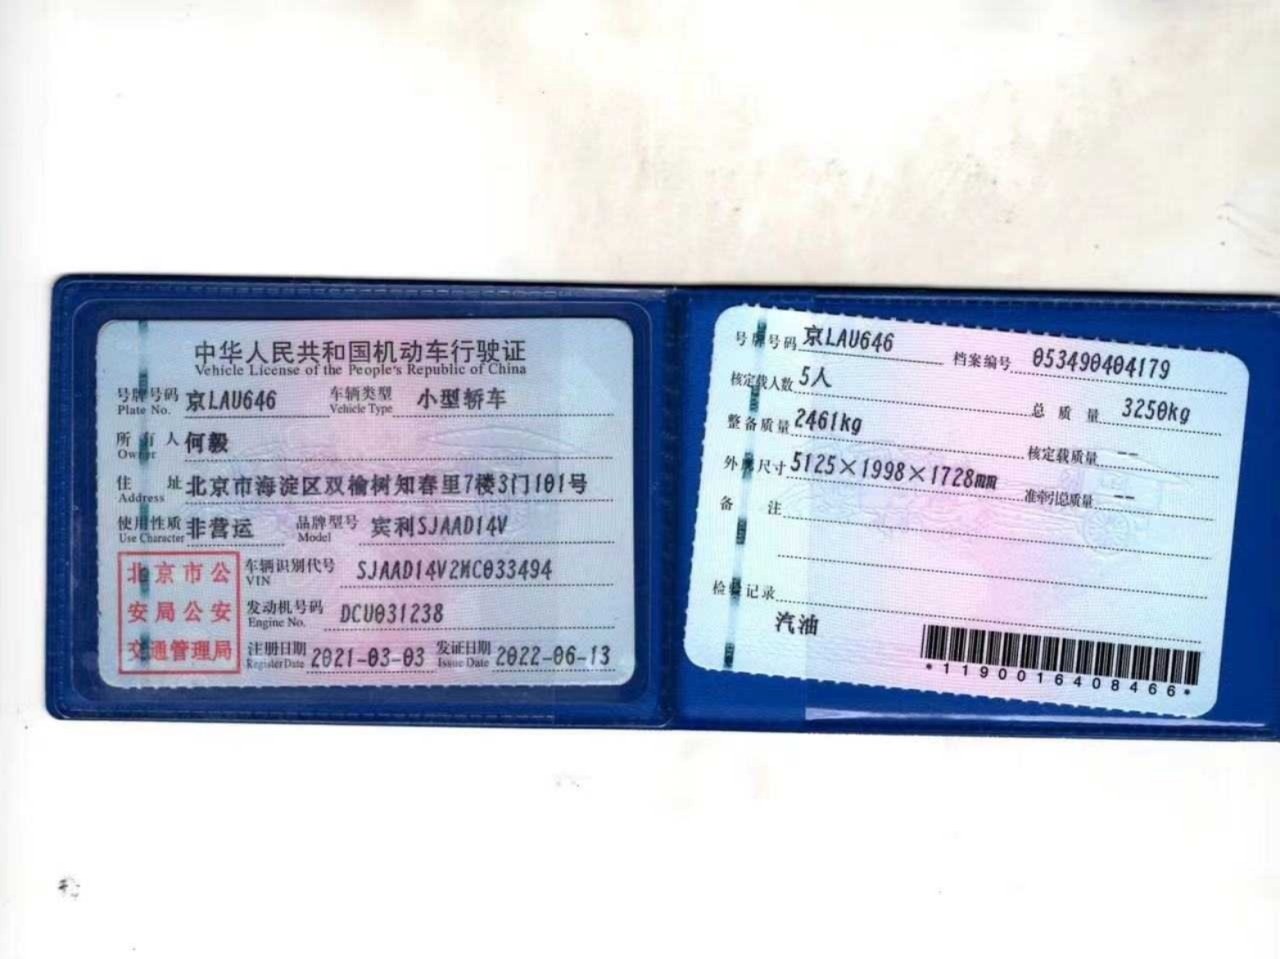 中华人民共和国机动车行驶证
Vehicle License of the People's Republic of China
号牌号码 京LAU646 车辆类型 小型轿车
Plate No. Vehicle Type
所有人 何毅
Owner
住址 北京市海淀区双榆树知春里7楼3门101号
Address
使用性质 非营运 品牌型号 宾利SJAAD14V
Use Character Model
北京市公
安局公安
交通管理局
车辆识别代号 SJAAD14V2MC033494
VIN
发动机号码 DCU031238
Engine No.
注册日期 2021-03-03 发证日期 2022-06-13
Register Date Issue Date
号牌号码 京LAU646 档案编号 053490404179
核定载人数 5人 总质量 3250kg
整备质量 2461kg 核定载质量 --
外廓尺寸 5125×1998×1728mm 准牵引总质量 --
备注
检验记录
汽油
*1190016408466*